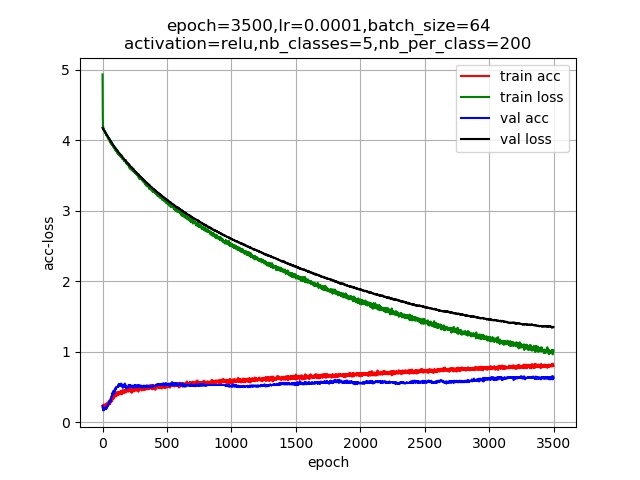 epoch=3500,lr=0.0001,batch_size=64
activation=relu,nb_classes=5,nb_per_class=200
5
4
3
2
1
0
acc-loss
train acc
train loss
val acc
val loss
0 500 1000 1500 2000 2500 3000 3500
epoch